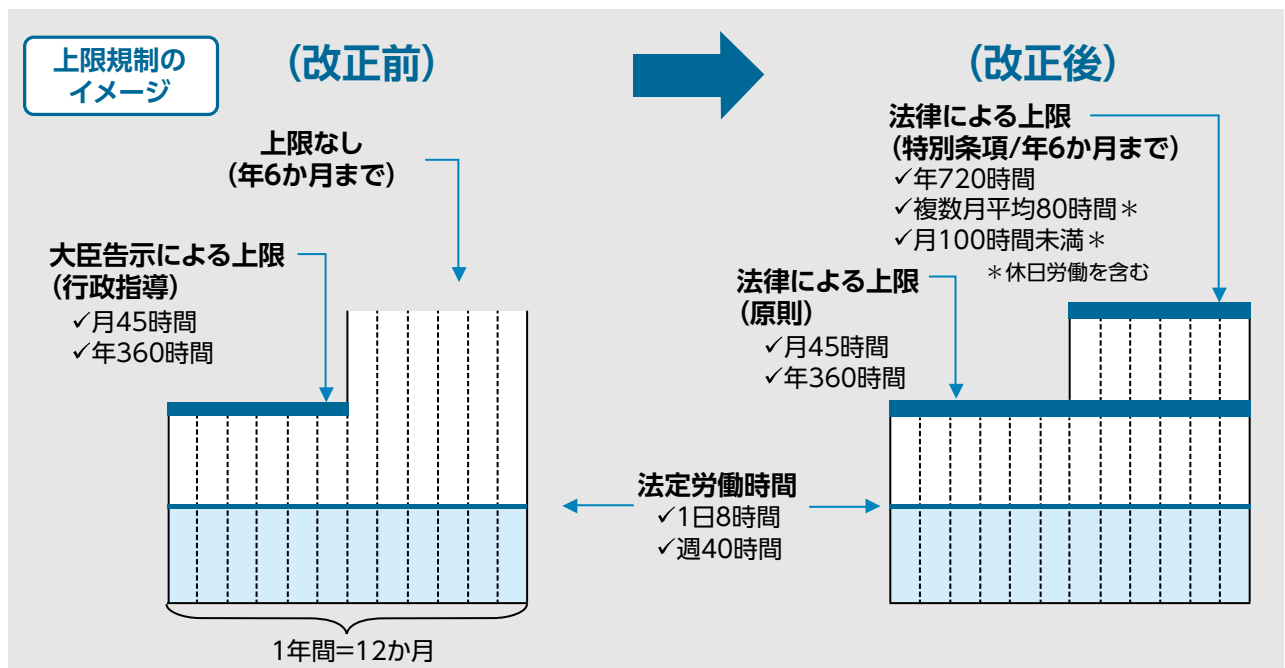 上限規制の
イメージ
（改正前）
（改正後）
上限なし
（年6か月まで）
大臣告示による上限
（行政指導）
✓月45時間
✓年360時間
法律による上限
（特別条項/年6か月まで）
✓年720時間
✓複数月平均80時間＊
✓月100時間未満＊
＊休日労働を含む
法律による上限
（原則）
✓月45時間
✓年360時間
法定労働時間
✓1日8時間
✓週40時間
1年間＝12か月